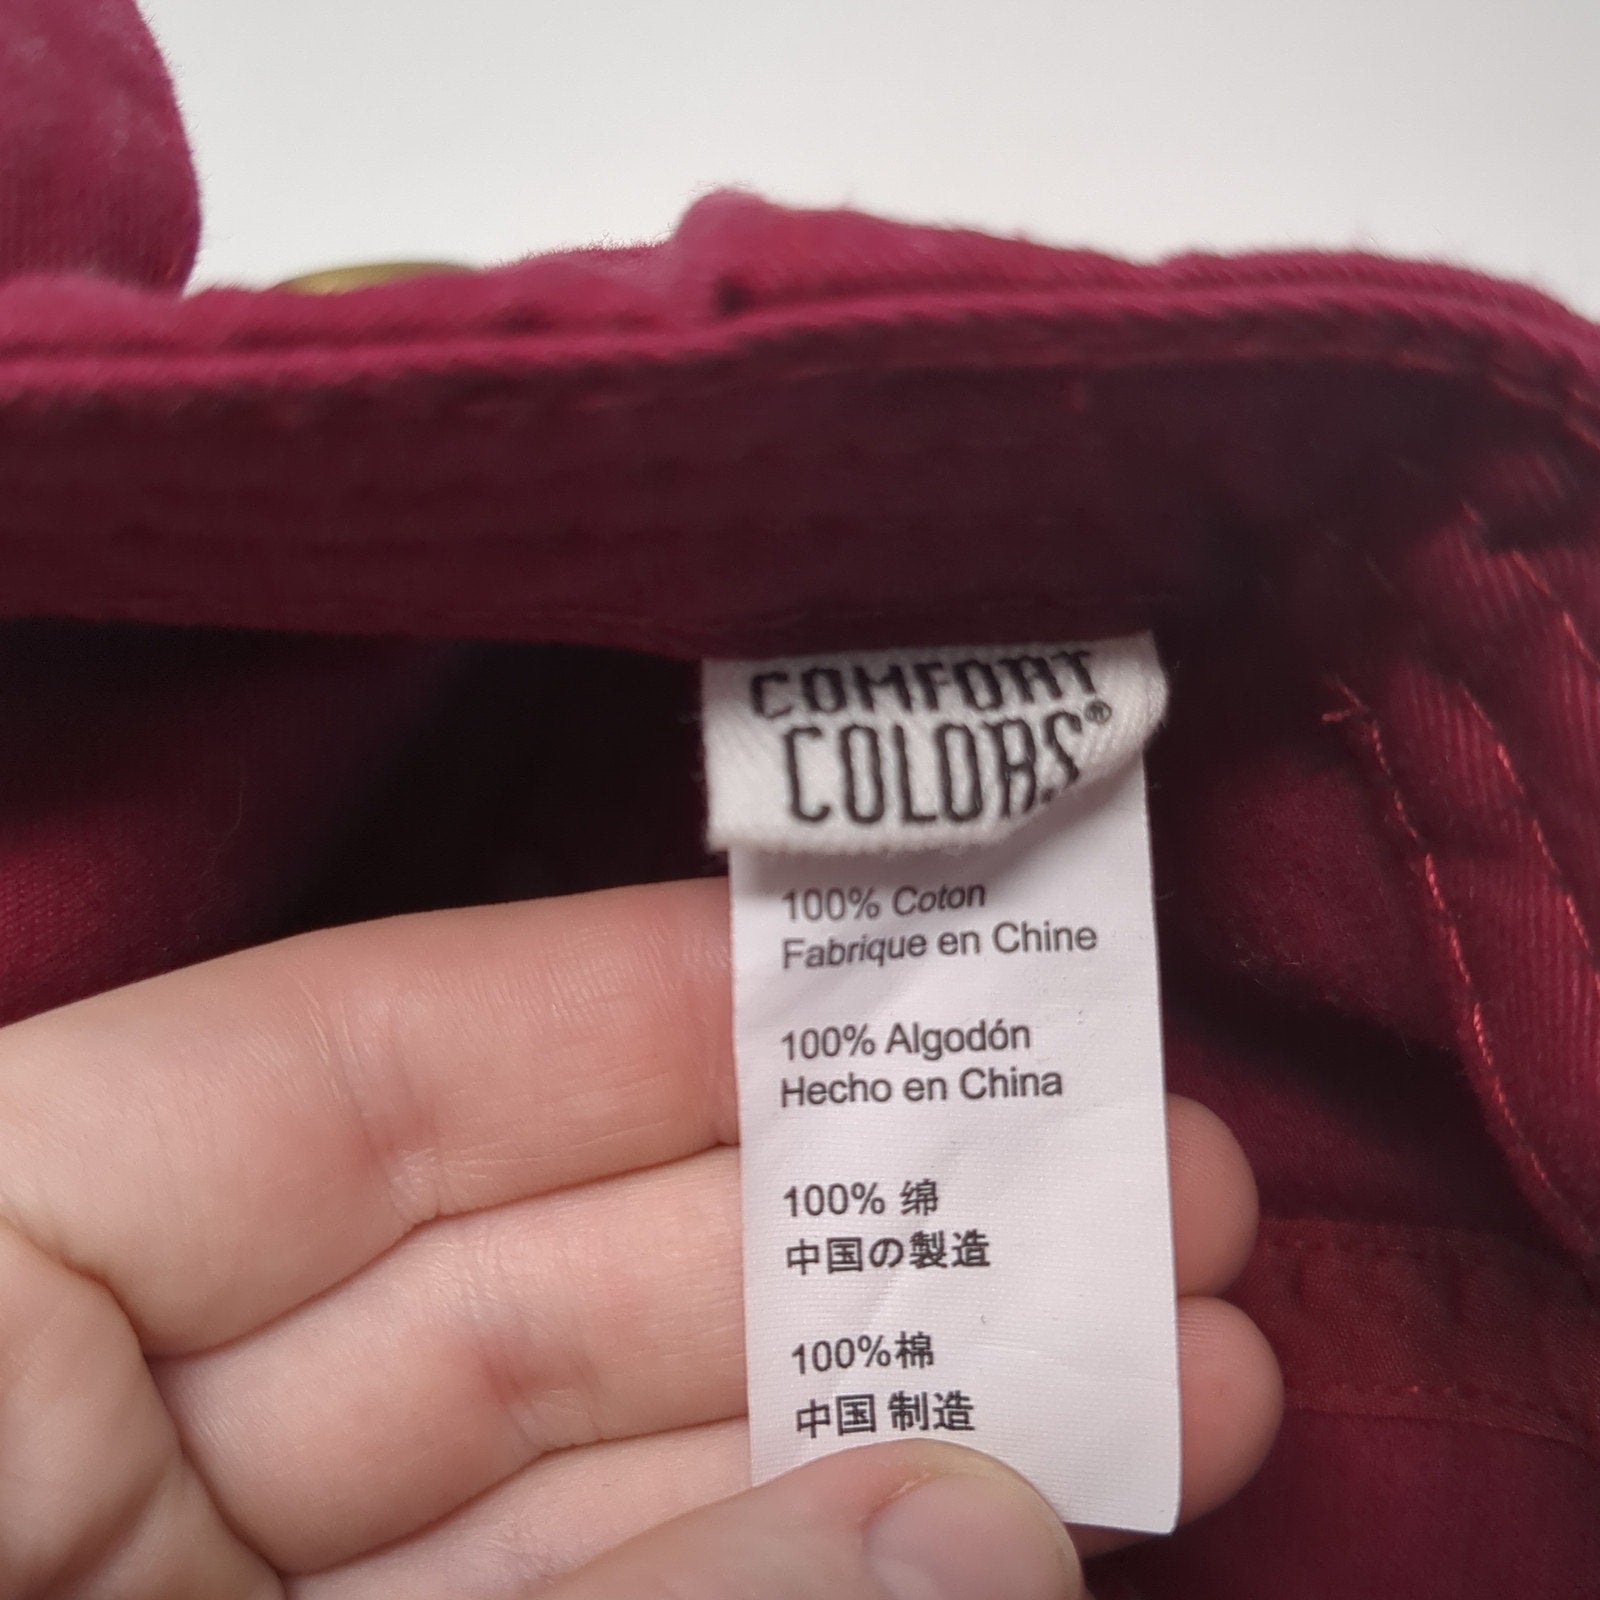 COMFORT
COLORS®
100% Coton
Fabrique en Chine
100% Algodón
Hecho en China
100% 绵
中国の製造
100%棉
中国 制造